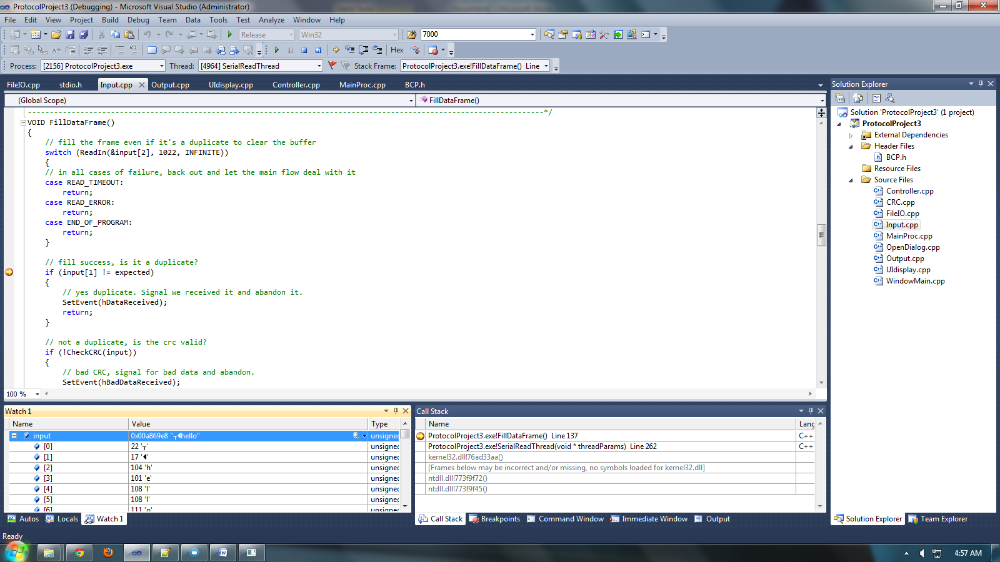 ProtocolProject3 (Debugging) - Microsoft Visual Studio (Administrator)
File Edit View Project Build Debug Team Data Tools Test Analyze Window Help
Release Win32 7000
Hex
Process: [2156] ProtocolProject3.exe Thread: [4964] SerialReadThread Stack Frame: ProtocolProject3.exe!FillDataFrame() Line
FileIO.cpp stdio.h Input.cpp Output.cpp UIdisplay.cpp Controller.cpp MainProc.cpp BCP.h
(Global Scope) FillDataFrame()
----------------------------------------------------------------------------------------------------------------------*/
VOID FillDataFrame()
{
    // fill the frame even if it's a duplicate to clear the buffer
    switch (ReadIn(&input[2], 1022, INFINITE))
    {
    // in all cases of failure, back out and let the main flow deal with it
    case READ_TIMEOUT:
        return;
    case READ_ERROR:
        return;
    case END_OF_PROGRAM:
        return;
    }
    // fill success, is it a duplicate?
    if (input[1] != expected)
    {
        // yes duplicate. Signal we received it and abandon it.
        SetEvent(hDataReceived);
        return;
    }
    // not a duplicate, is the crc valid?
    if (!CheckCRC(input))
    {
        // bad CRC, signal for bad data and abandon.
        SetEvent(hBadDataReceived);
100 %
Watch 1
Name Value Type
input 0x00a869e8 "┬◄hello" unsigned
[0] 22 '┬' unsigned
[1] 17 '◄' unsigned
[2] 104 'h' unsigned
[3] 101 'e' unsigned
[4] 108 'l' unsigned
[5] 108 'l' unsigned
[6] 111 'o' unsigned
Autos Locals Watch 1
Call Stack
Name Lang
ProtocolProject3.exe!FillDataFrame() Line 137 C++
ProtocolProject3.exe!SerialReadThread(void * threadParams) Line 262 C++
kernel32.dll!76ad33aa()
[Frames below may be incorrect and/or missing, no symbols loaded for kernel32.dll]
ntdll.dll!773f9f72()
ntdll.dll!773f9f45()
Call Stack Breakpoints Command Window Immediate Window Output
Solution Explorer
Solution 'ProtocolProject3' (1 project)
ProtocolProject3
External Dependencies
Header Files
BCP.h
Resource Files
Source Files
Controller.cpp
CRC.cpp
FileIO.cpp
Input.cpp
MainProc.cpp
OpenDialog.cpp
Output.cpp
UIdisplay.cpp
WindowMain.cpp
Solution Explorer Team Explorer
Ready
4:57 AM